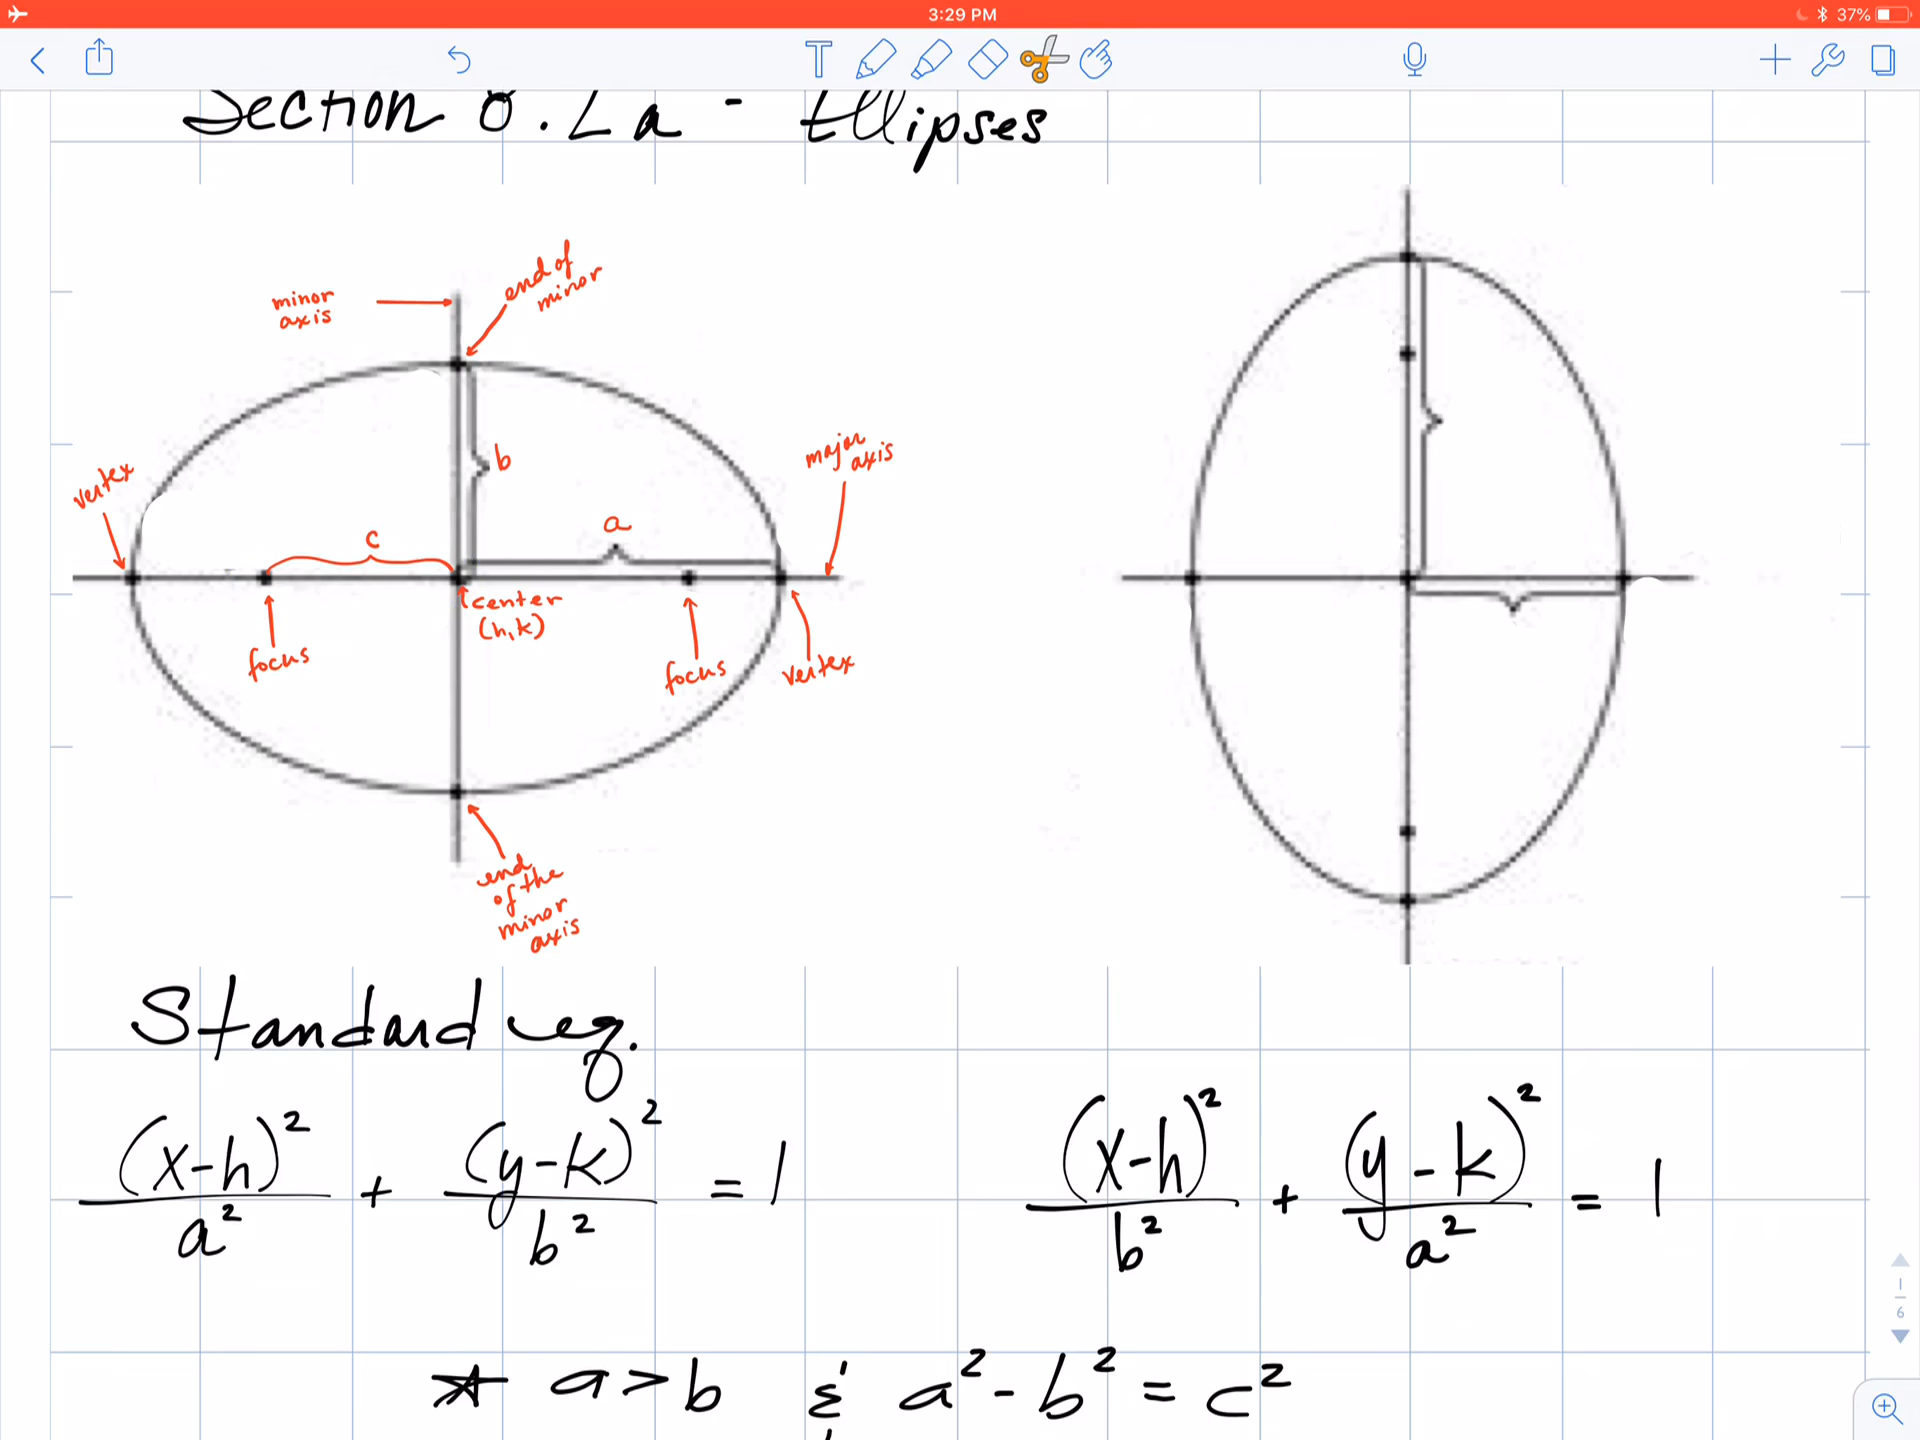 3:29 PM
37%
T
Section 8.2a - Ellipses
minor
axis
end of
minor
vertex
b
major
axis
c
a
center
(h,k)
focus
focus
vertex
end
of the
minor
axis
Standard eq.
(x-h)²/a² + (y-k)²/b² = 1
(x-h)²/b² + (y-k)²/a² = 1
* a > b & a² - b² = c²
1
6